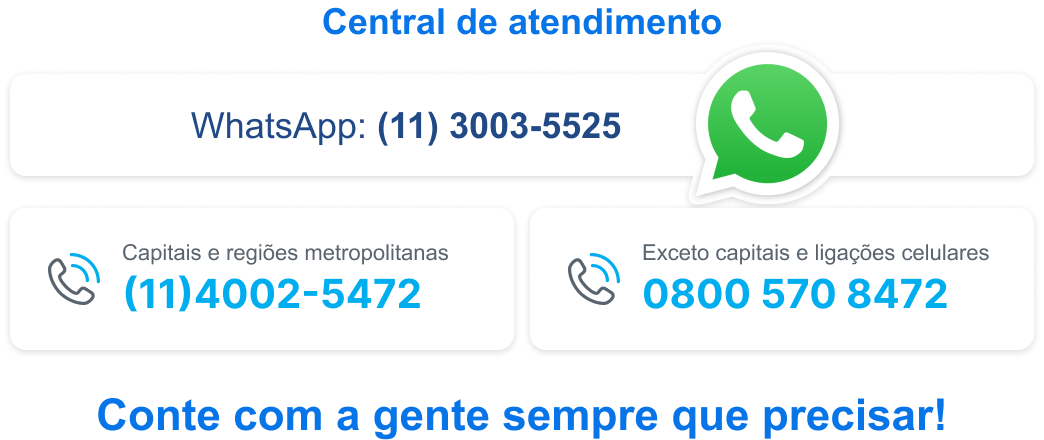 Central de atendimento
WhatsApp: (11) 3003-5525
Capitais e regiões metropolitanas
(11)4002-5472
Exceto capitais e ligações celulares
0800 570 8472
Conte com a gente sempre que precisar!